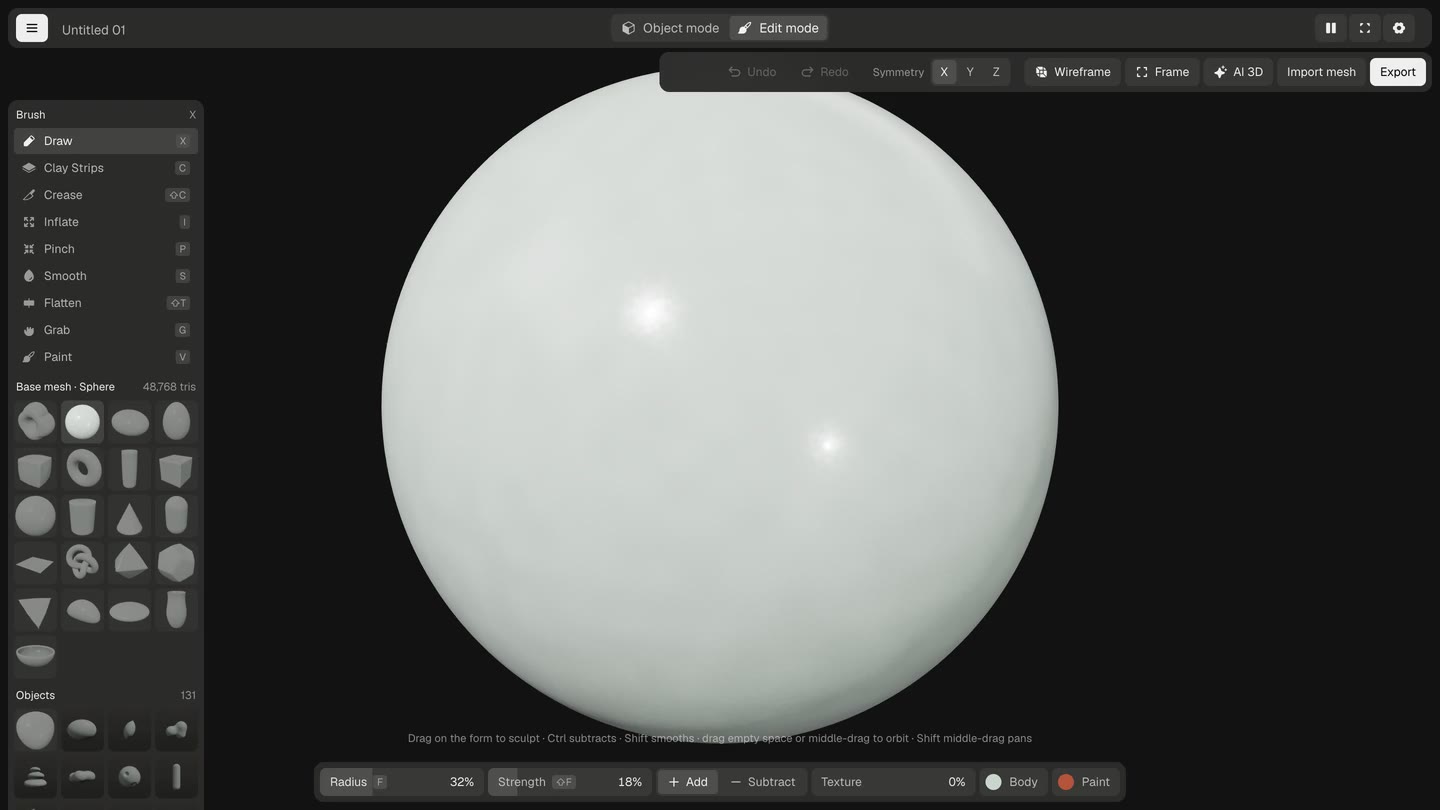 Untitled 01
Object mode
Edit mode
Undo
Redo
Symmetry
X
Y
Z
Wireframe
Frame
AI 3D
Import mesh
Export
Brush X
Draw X
Clay Strips C
Crease ⇧C
Inflate I
Pinch P
Smooth S
Flatten ⇧T
Grab G
Paint V
Base mesh · Sphere 48,768 tris
Objects 131
Drag on the form to sculpt · Ctrl subtracts · Shift smooths · drag empty space or middle-drag to orbit · Shift middle-drag pans
Radius F 32%
Strength ⇧F 18%
+ Add
− Subtract
Texture 0%
Body
Paint